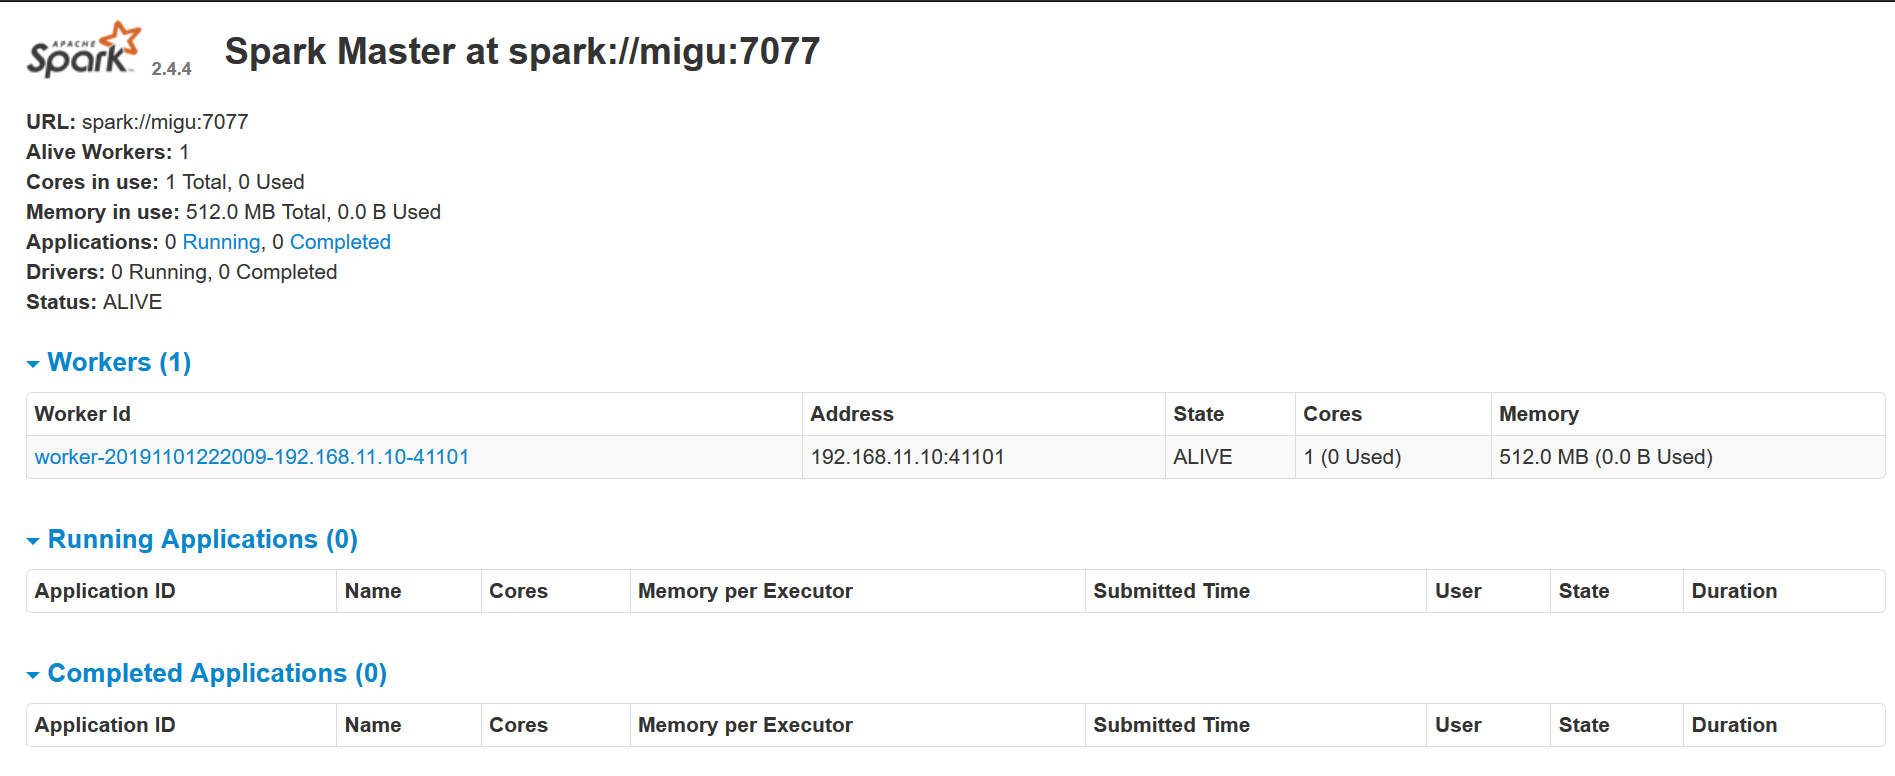 APACHE Spark™ 2.4.4 Spark Master at spark://migu:7077
URL: spark://migu:7077
Alive Workers: 1
Cores in use: 1 Total, 0 Used
Memory in use: 512.0 MB Total, 0.0 B Used
Applications: 0 Running, 0 Completed
Drivers: 0 Running, 0 Completed
Status: ALIVE
Workers (1)
Worker Id Address State Cores Memory
worker-20191101222009-192.168.11.10-41101 192.168.11.10:41101 ALIVE 1 (0 Used) 512.0 MB (0.0 B Used)
Running Applications (0)
Application ID Name Cores Memory per Executor Submitted Time User State Duration
Completed Applications (0)
Application ID Name Cores Memory per Executor Submitted Time User State Duration